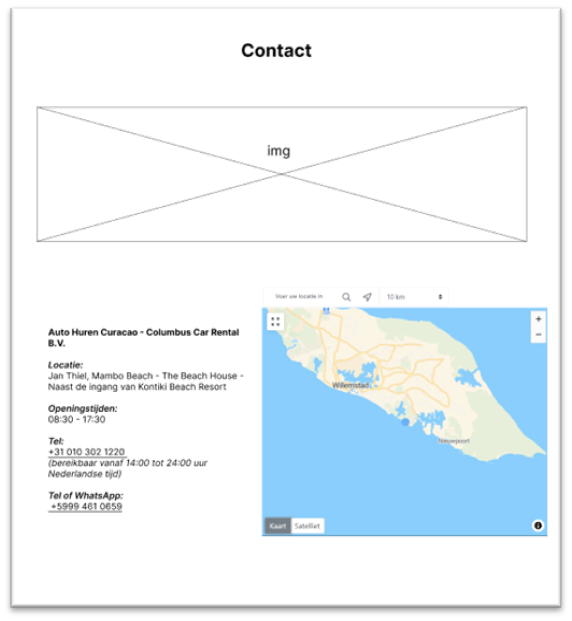 Contact
img
Voer uw locatie in
10 km
Auto Huren Curacao - Columbus Car Rental
B.V.
Locatie:
Jan Thiel, Mambo Beach - The Beach House -
Naast de ingang van Kontiki Beach Resort
Openingstijden:
08:30 - 17:30
Tel:
+31 010 302 1220
(bereikbaar vanaf 14:00 tot 24:00 uur
Nederlandse tijd)
Tel of WhatsApp:
+5999 461 0659
+
−
Willemstad
Nieuwpoort
Kaart
Satelliet